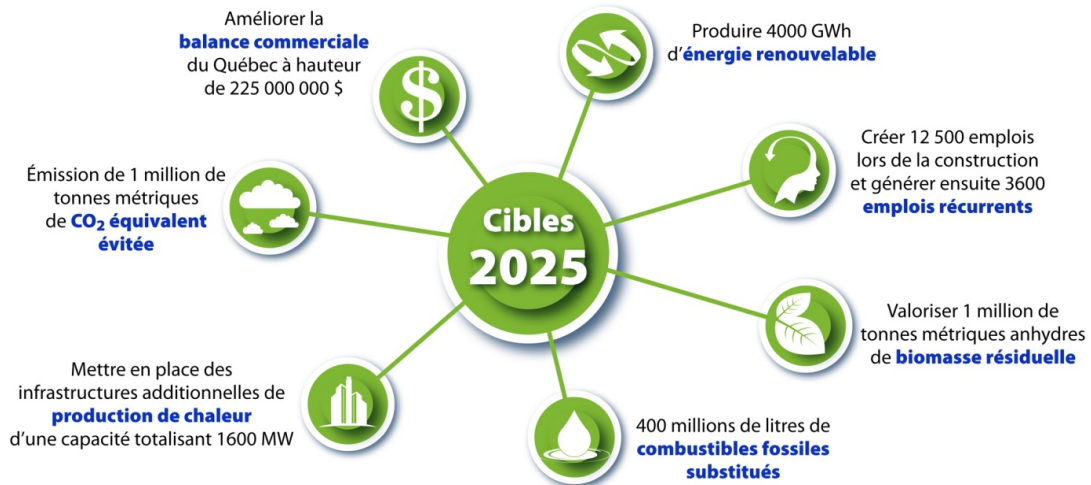 Améliorer la
balance commerciale
du Québec à hauteur
de 225 000 000 $
Produire 4000 GWh
d'énergie renouvelable
Créer 12 500 emplois
lors de la construction
et générer ensuite 3600
emplois récurrents
Émission de 1 million de
tonnes métriques
de CO₂ équivalent
évitée
$
Cibles
2025
Valoriser 1 million de
tonnes métriques anhydres
de biomasse résiduelle
Mettre en place des
infrastructures additionnelles de
production de chaleur
d'une capacité totalisant 1600 MW
400 millions de litres de
combustibles fossiles
substitués